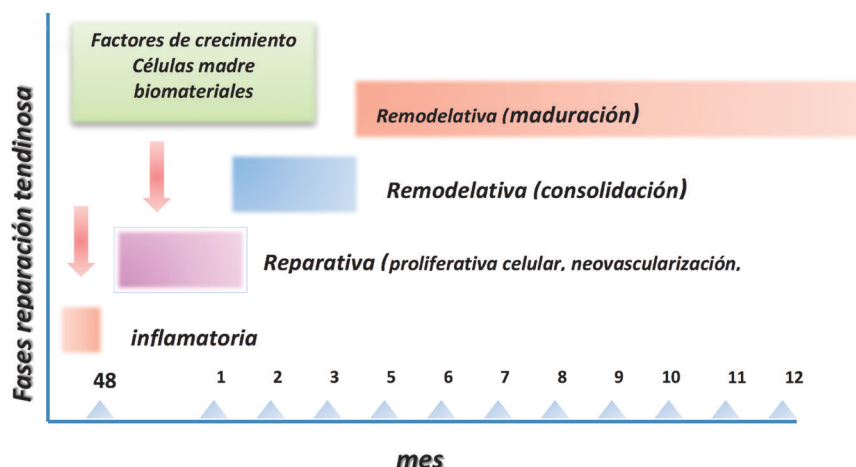 Factores de crecimiento
Células madre
biomateriales
Remodelativa (maduración)
Remodelativa (consolidación)
Reparativa (proliferativa celular, neovascularización,
inflamatoria
Fases reparación tendinosa
48 1 2 3 5 6 7 8 9 10 11 12
mes